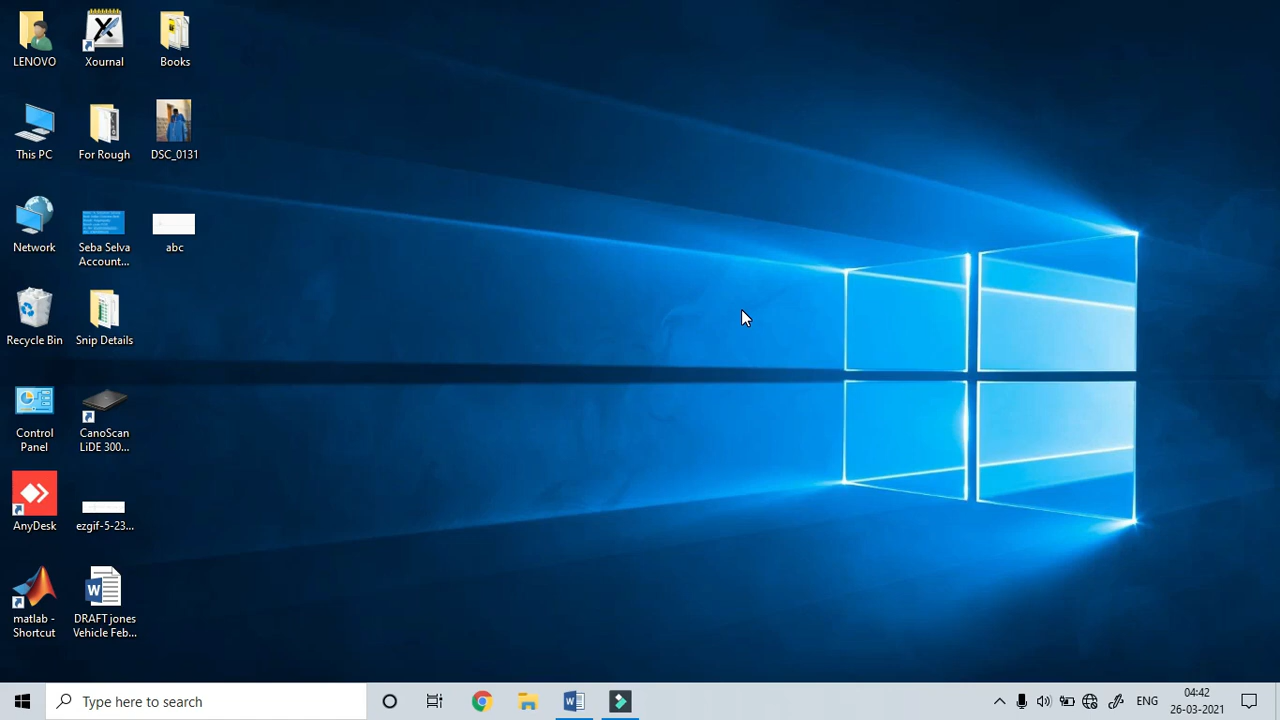 LENOVO
Xournal
Books
This PC
For Rough
DSC_0131
Network
Seba Selva
Account...
abc
Recycle Bin
Snip Details
Control
Panel
CanoScan
LiDE 300...
AnyDesk
ezgif-5-23...
matlab -
Shortcut
DRAFT jones
Vehicle Feb...
Type here to search
ENG
04:42
26-03-2021